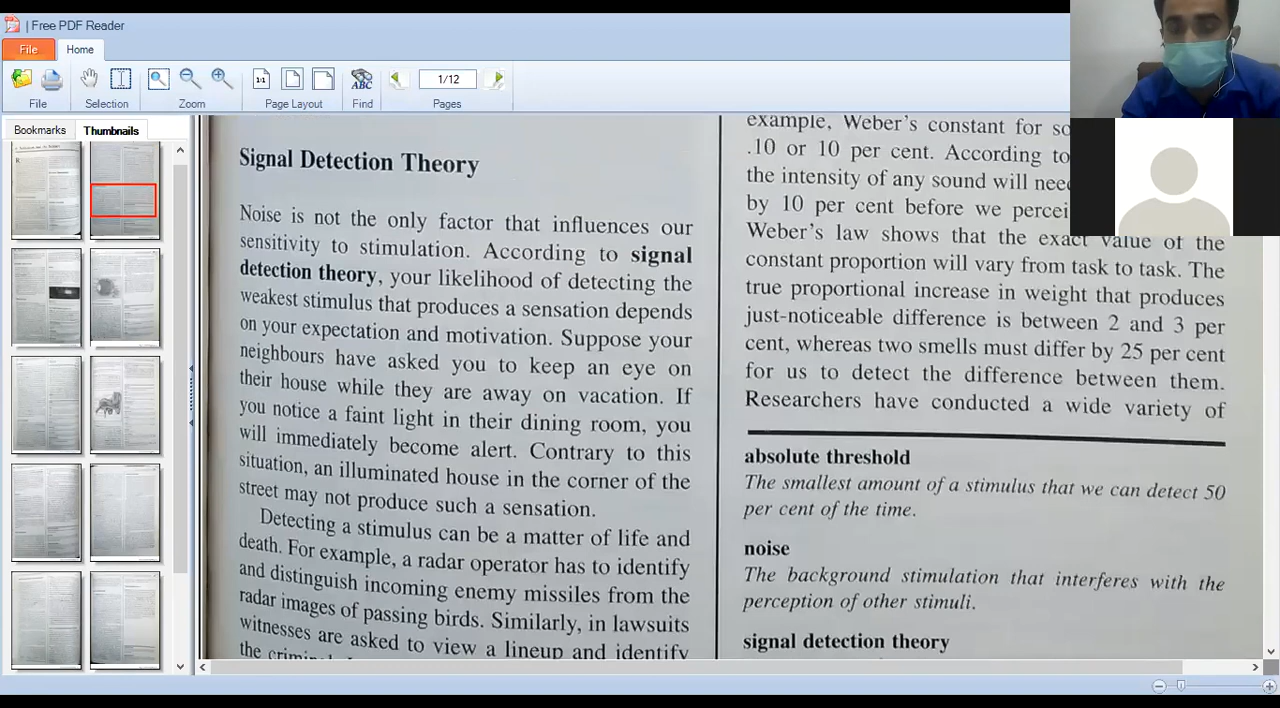 | Free PDF Reader
File
Home
1:1
ABC
1/12
File
Selection
Zoom
Page Layout
Find
Pages
Bookmarks
Thumbnails
Signal Detection Theory
Noise is not the only factor that influences our
sensitivity to stimulation. According to signal
detection theory, your likelihood of detecting the
weakest stimulus that produces a sensation depends
on your expectation and motivation. Suppose your
neighbours have asked you to keep an eye on
their house while they are away on vacation. If
you notice a faint light in their dining room, you
will immediately become alert. Contrary to this
situation, an illuminated house in the corner of the
street may not produce such a sensation.
Detecting a stimulus can be a matter of life and
death. For example, a radar operator has to identify
and distinguish incoming enemy missiles from the
radar images of passing birds. Similarly, in lawsuits
witnesses are asked to view a lineup and identify
the
example, Weber's constant for
.10 or 10 per cent. According to
the intensity of any sound will
by 10 per cent before we
Weber's law shows that the exact value of the
constant proportion will vary from task to task. The
true proportional increase in weight that produces
just-noticeable difference is between 2 and 3 per
cent, whereas two smells must differ by 25 per cent
for us to detect the difference between them.
Researchers have conducted a wide variety of
absolute threshold
The smallest amount of a stimulus that we can detect 50
per cent of the time.
noise
The background stimulation that interferes with the
perception of other stimuli.
signal detection theory